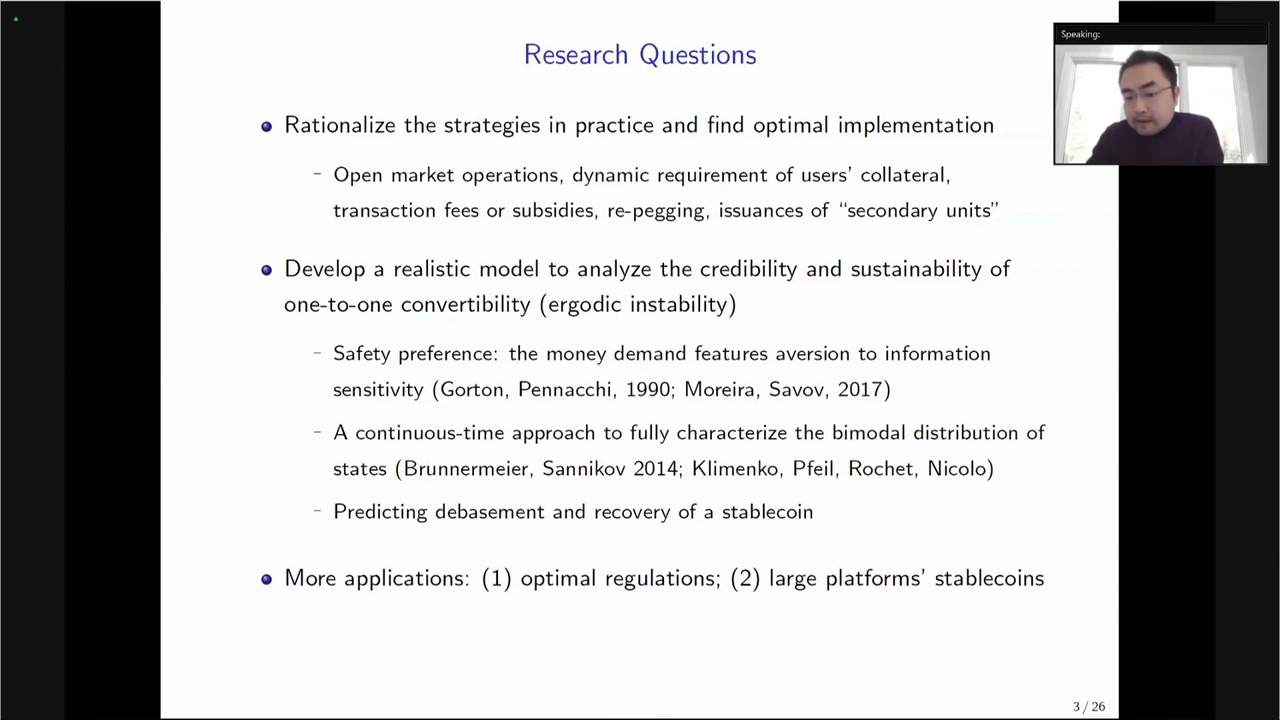 Research Questions
Speaking:
Rationalize the strategies in practice and find optimal implementation
– Open market operations, dynamic requirement of users' collateral,
transaction fees or subsidies, re-pegging, issuances of “secondary units”
Develop a realistic model to analyze the credibility and sustainability of
one-to-one convertibility (ergodic instability)
– Safety preference: the money demand features aversion to information
sensitivity (Gorton, Pennacchi, 1990; Moreira, Savov, 2017)
– A continuous-time approach to fully characterize the bimodal distribution of
states (Brunnermeier, Sannikov 2014; Klimenko, Pfeil, Rochet, Nicolo)
– Predicting debasement and recovery of a stablecoin
More applications: (1) optimal regulations; (2) large platforms' stablecoins
3 / 26